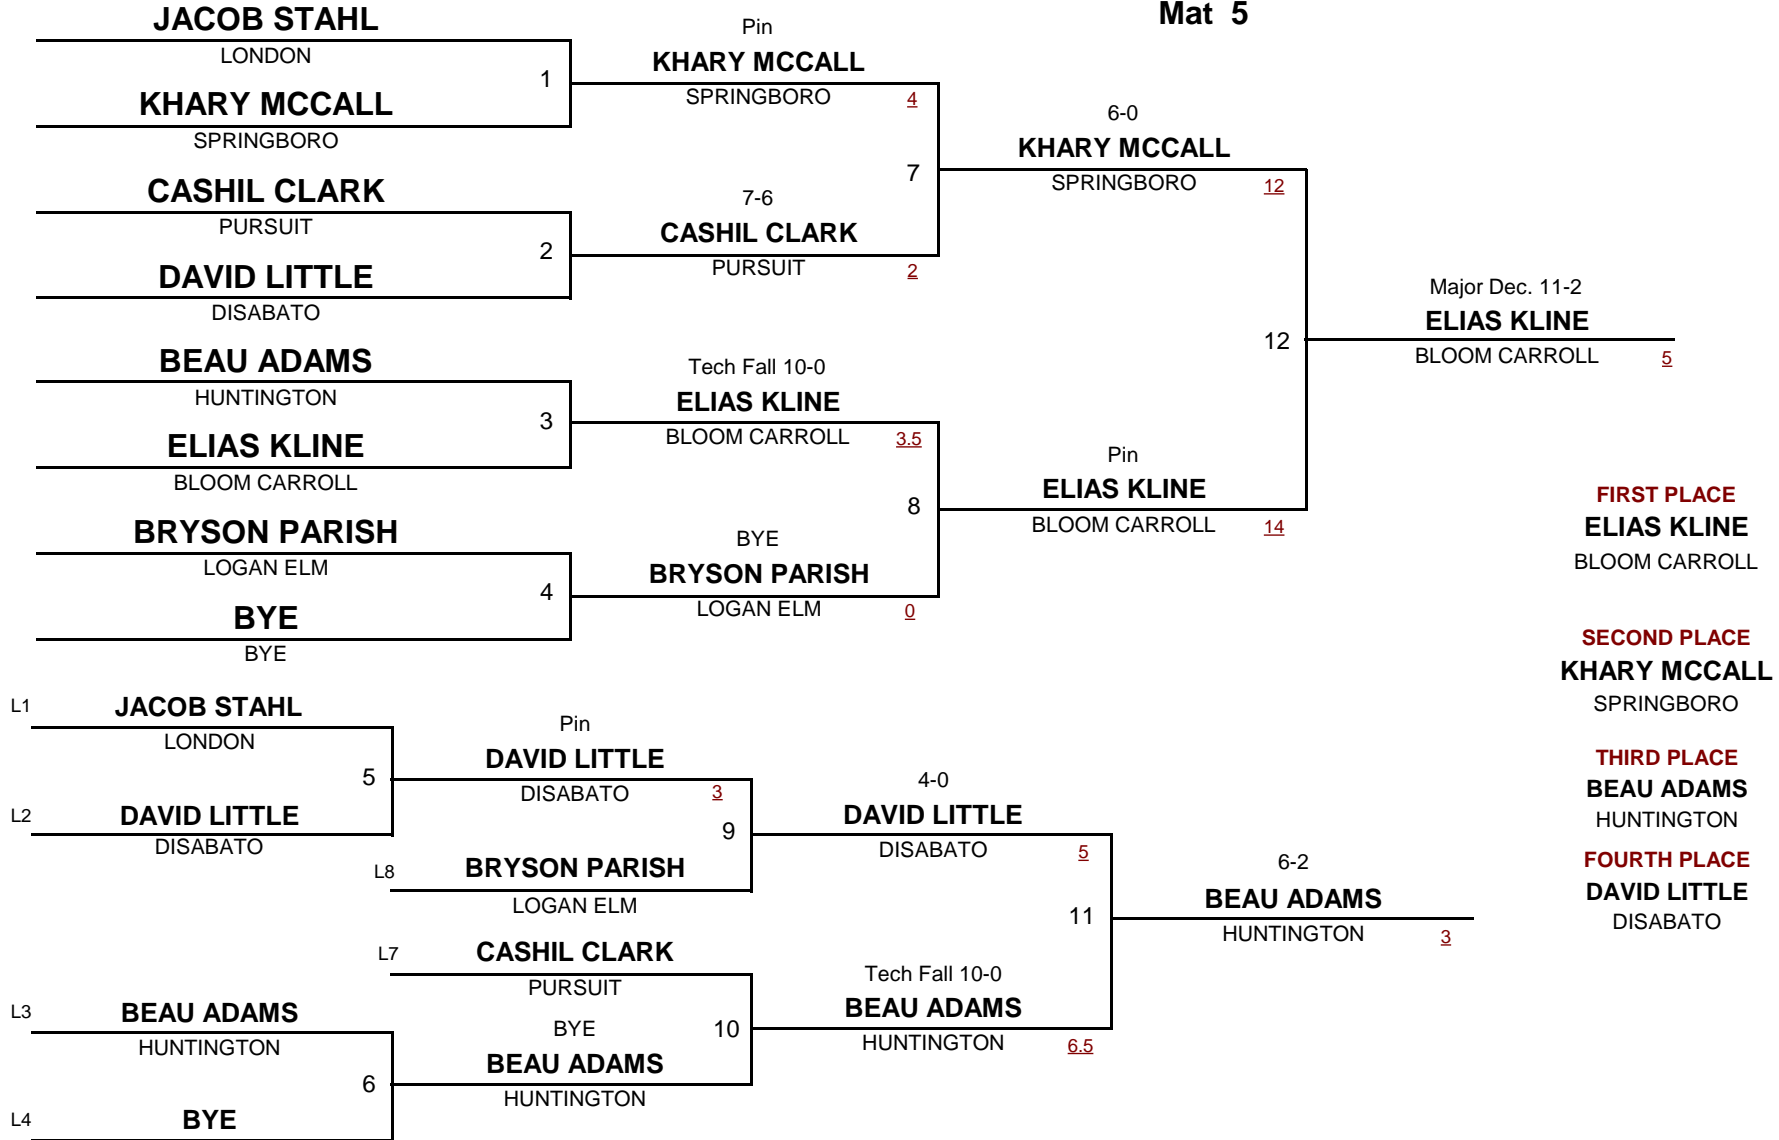 Mat 5
JACOB STAHL
LONDON
1
KHARY MCCALL
SPRINGBORO
CASHIL CLARK
PURSUIT
2
DAVID LITTLE
DISABATO
BEAU ADAMS
HUNTINGTON
3
ELIAS KLINE
BLOOM CARROLL
BRYSON PARISH
LOGAN ELM
4
BYE
BYE
Pin
KHARY MCCALL
SPRINGBORO 4
7
7-6
CASHIL CLARK
PURSUIT 2
Tech Fall 10-0
ELIAS KLINE
BLOOM CARROLL 3.5
8
BYE
BRYSON PARISH
LOGAN ELM 0
6-0
KHARY MCCALL
SPRINGBORO 12
12
Pin
ELIAS KLINE
BLOOM CARROLL 14
Major Dec. 11-2
ELIAS KLINE
BLOOM CARROLL 5
FIRST PLACE
ELIAS KLINE
BLOOM CARROLL
SECOND PLACE
KHARY MCCALL
SPRINGBORO
THIRD PLACE
BEAU ADAMS
HUNTINGTON
FOURTH PLACE
DAVID LITTLE
DISABATO
L1 JACOB STAHL
LONDON
5
L2 DAVID LITTLE
DISABATO
L3 BEAU ADAMS
HUNTINGTON
6
L4 BYE
Pin
DAVID LITTLE
DISABATO 3
9
L8 BRYSON PARISH
LOGAN ELM
L7 CASHIL CLARK
PURSUIT
10
BYE
BEAU ADAMS
HUNTINGTON
4-0
DAVID LITTLE
DISABATO 5
11
Tech Fall 10-0
BEAU ADAMS
HUNTINGTON 6.5
6-2
BEAU ADAMS
HUNTINGTON 3